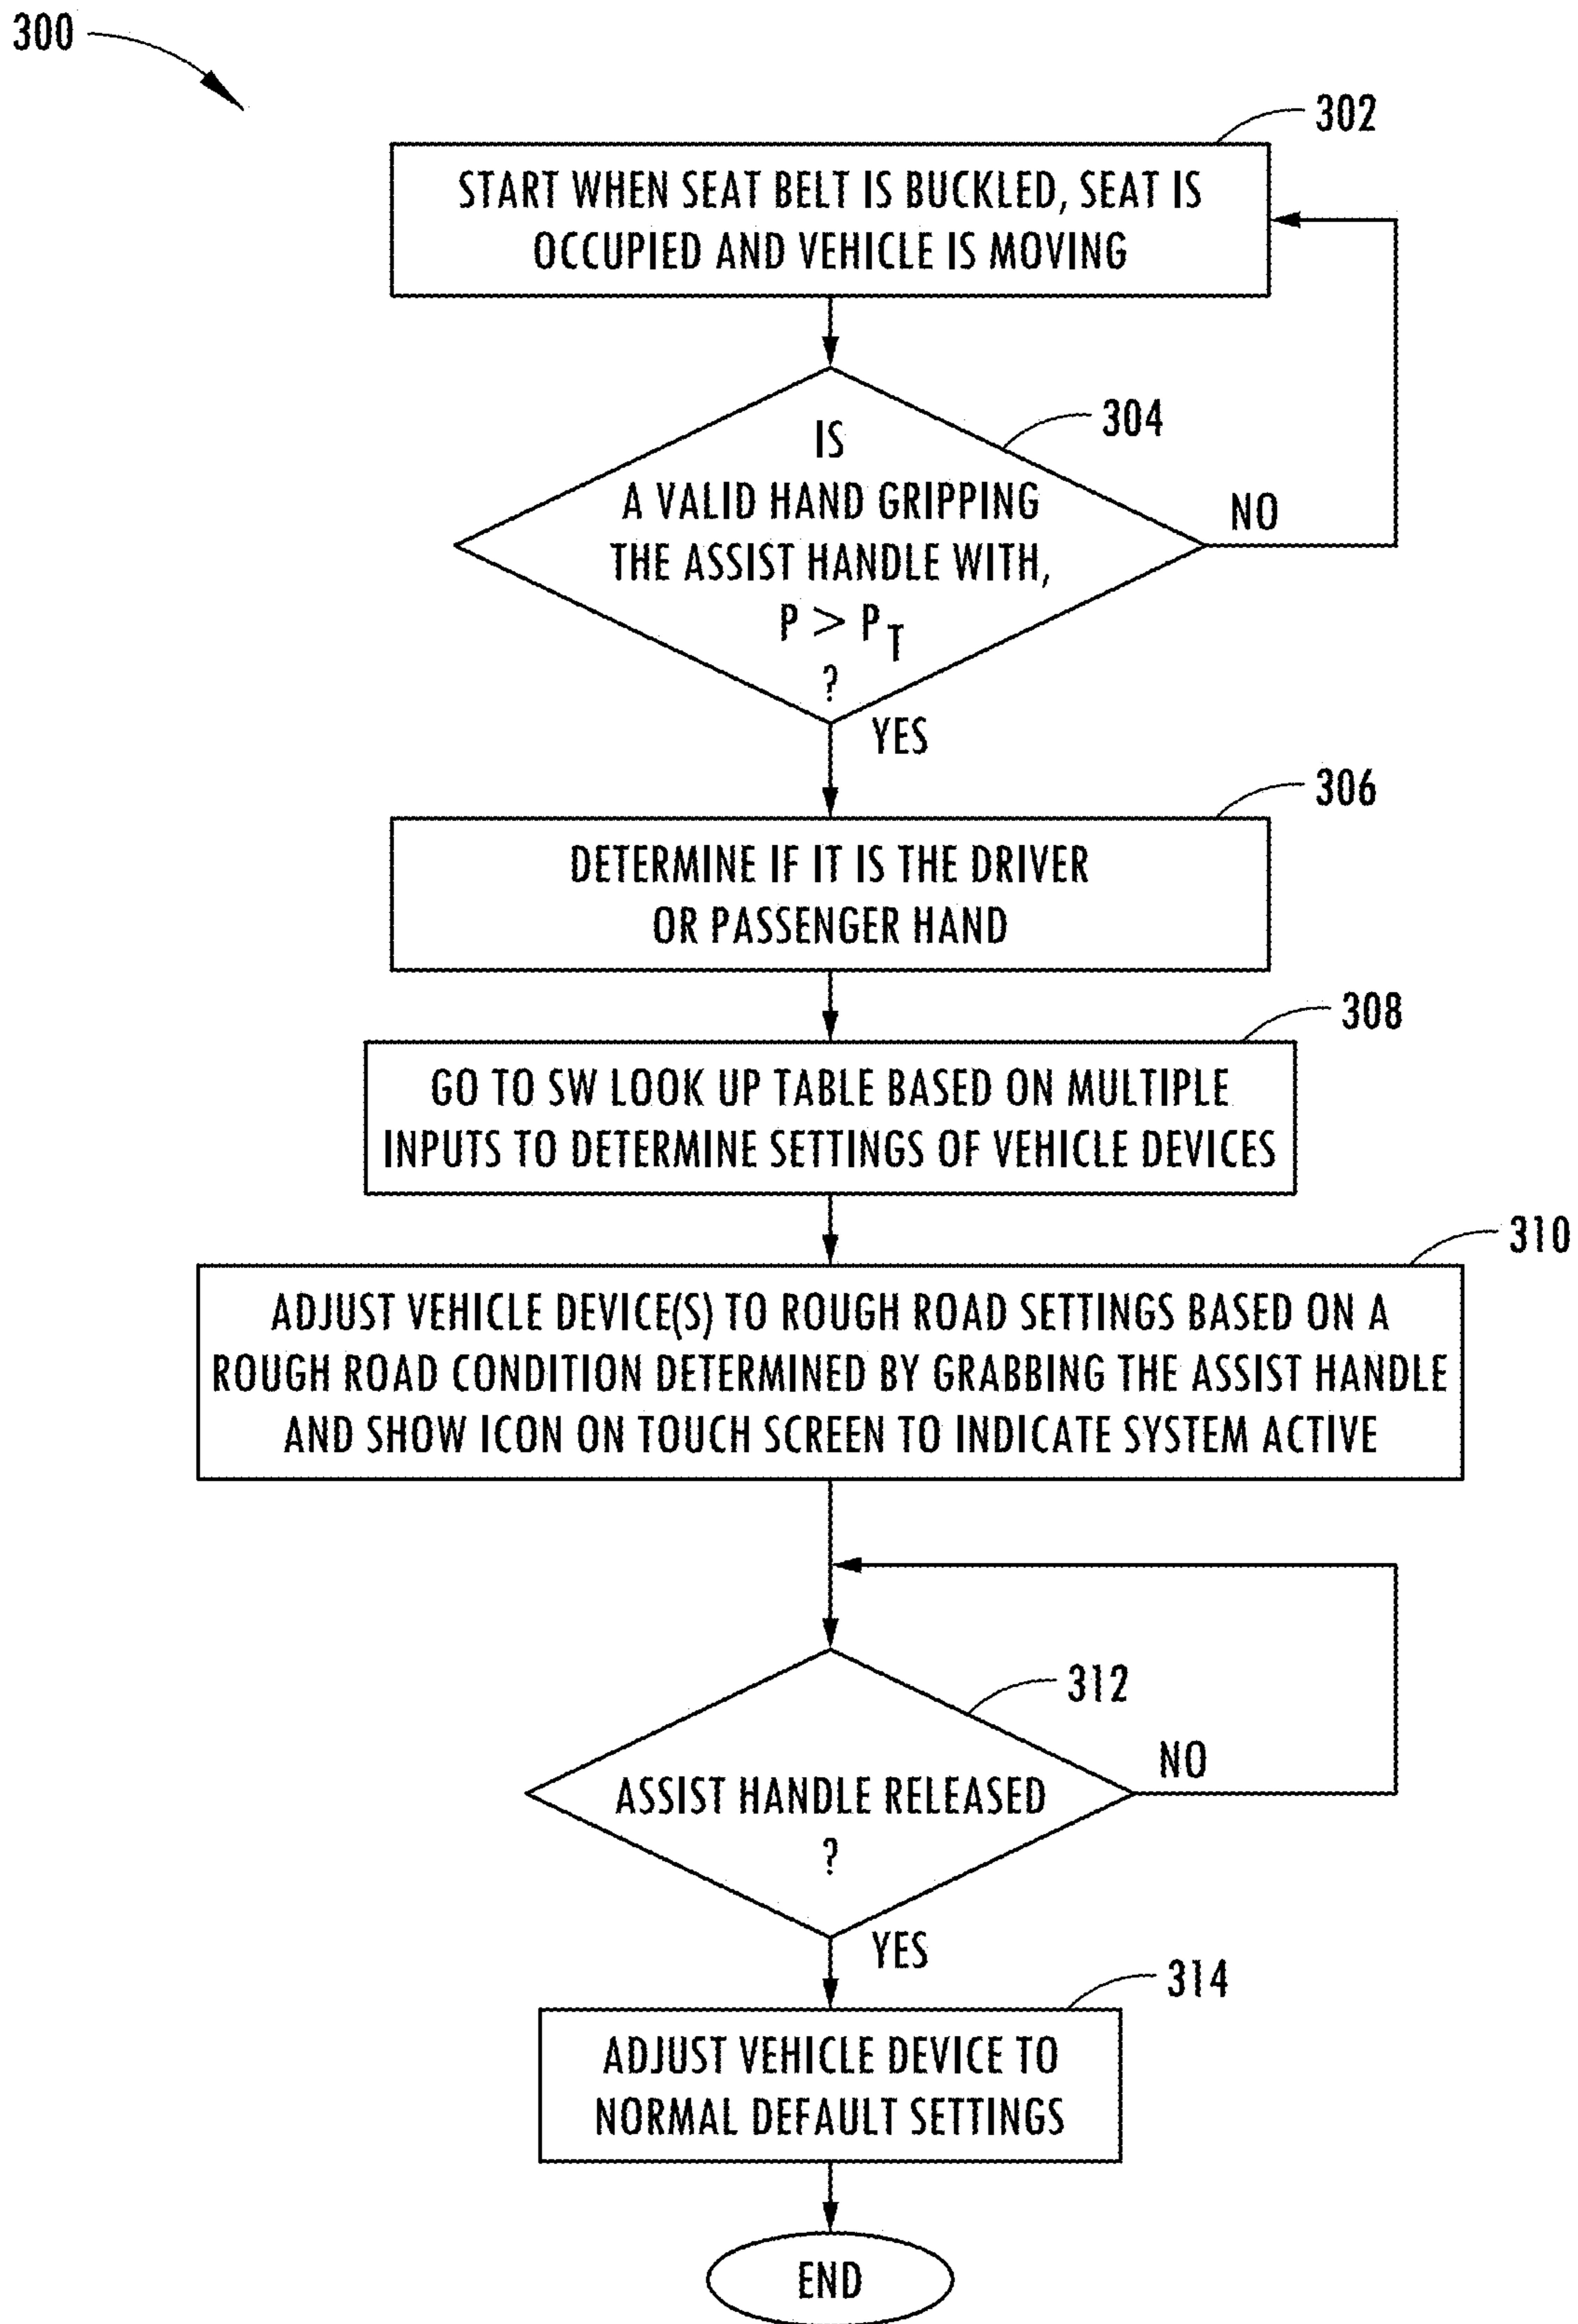 300
302
START WHEN SEAT BELT IS BUCKLED, SEAT IS
OCCUPIED AND VEHICLE IS MOVING
304
IS
A VALID HAND GRIPPING
THE ASSIST HANDLE WITH,
P > PT
?
NO
YES
306
DETERMINE IF IT IS THE DRIVER
OR PASSENGER HAND
308
GO TO SW LOOK UP TABLE BASED ON MULTIPLE
INPUTS TO DETERMINE SETTINGS OF VEHICLE DEVICES
310
ADJUST VEHICLE DEVICE(S) TO ROUGH ROAD SETTINGS BASED ON A
ROUGH ROAD CONDITION DETERMINED BY GRABBING THE ASSIST HANDLE
AND SHOW ICON ON TOUCH SCREEN TO INDICATE SYSTEM ACTIVE
312
NO
ASSIST HANDLE RELEASED
?
YES
314
ADJUST VEHICLE DEVICE TO
NORMAL DEFAULT SETTINGS
END